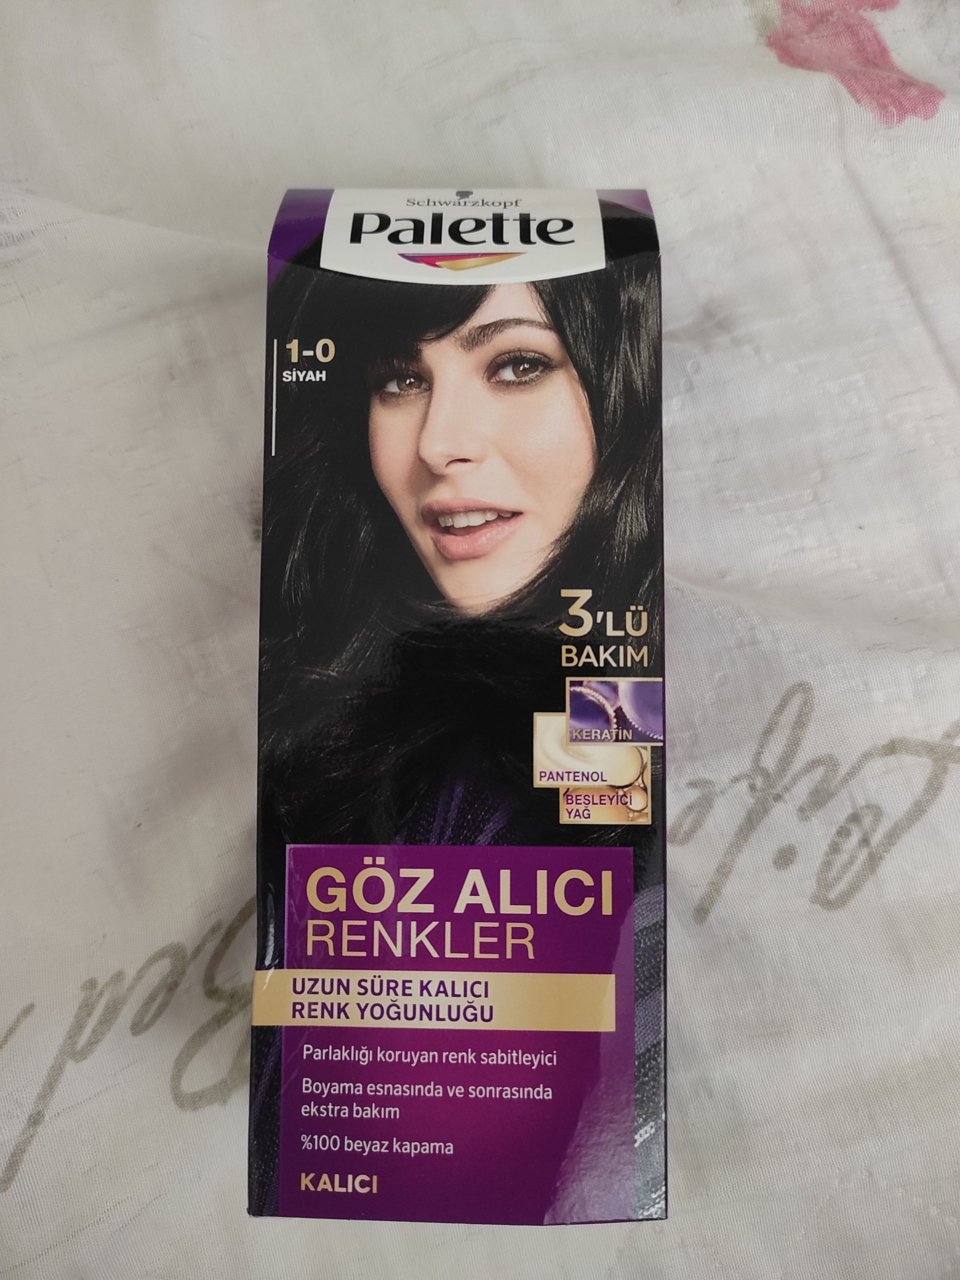 Schwarzkopf
Palette
1-0
SİYAH
3'LÜ
BAKIM
KERATİN
PANTENOL
BESLEYİCİ
YAĞ
GÖZ ALICI
RENKLER
UZUN SÜRE KALICI
RENK YOĞUNLUĞU
Parlaklığı koruyan renk sabitleyici
Boyama esnasında ve sonrasında
ekstra bakım
%100 beyaz kapama
KALICI